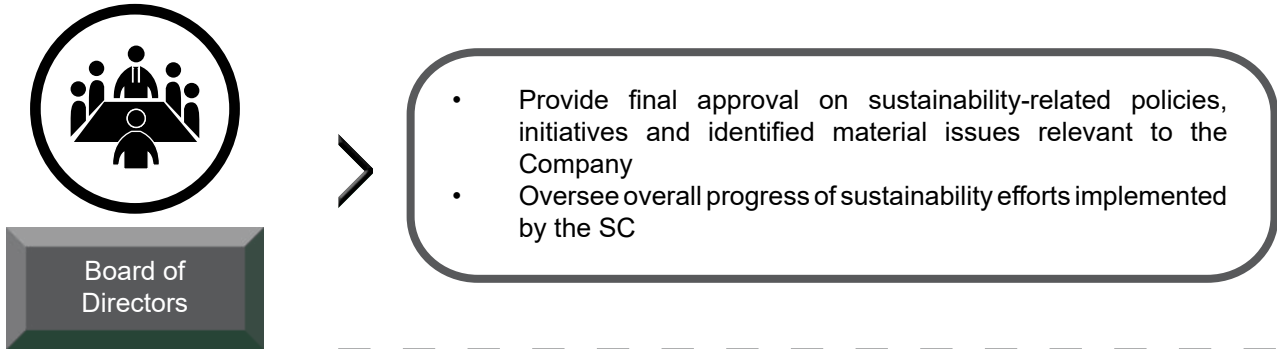 Board of
Directors
• Provide final approval on sustainability-related policies,
initiatives and identified material issues relevant to the
Company
• Oversee overall progress of sustainability efforts implemented
by the SC